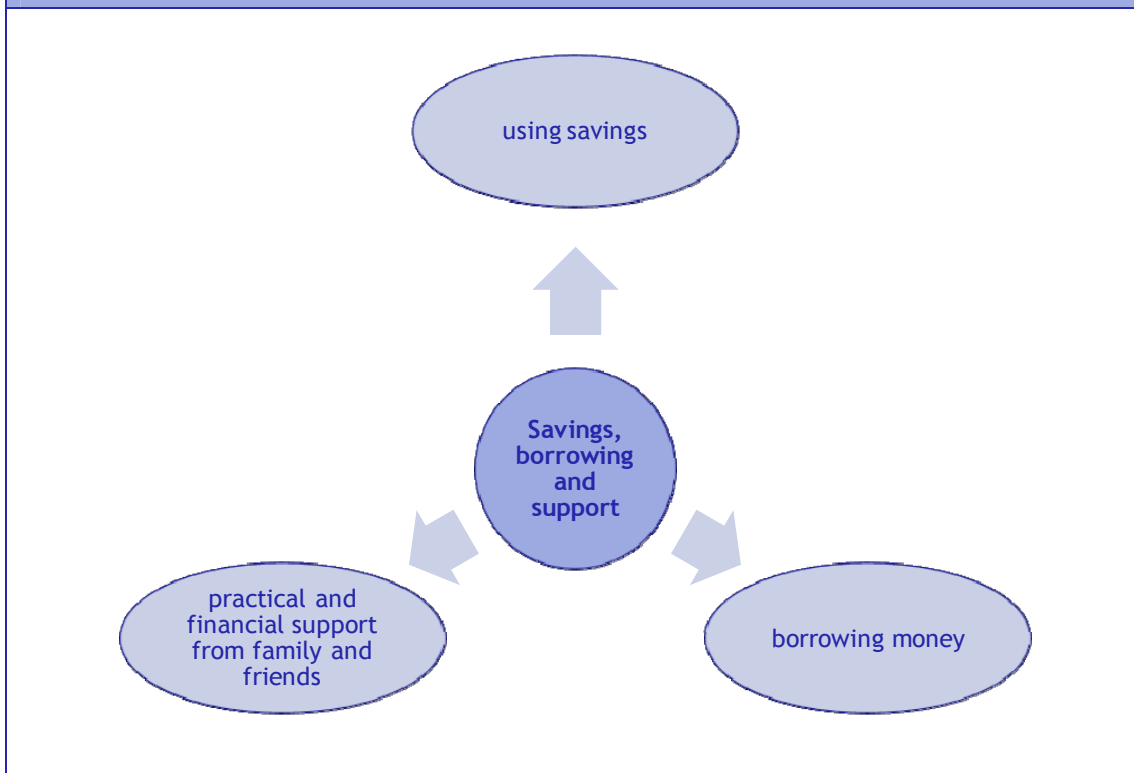 using savings
Savings,
borrowing
and
support
practical and
financial support
from family and
friends
borrowing money